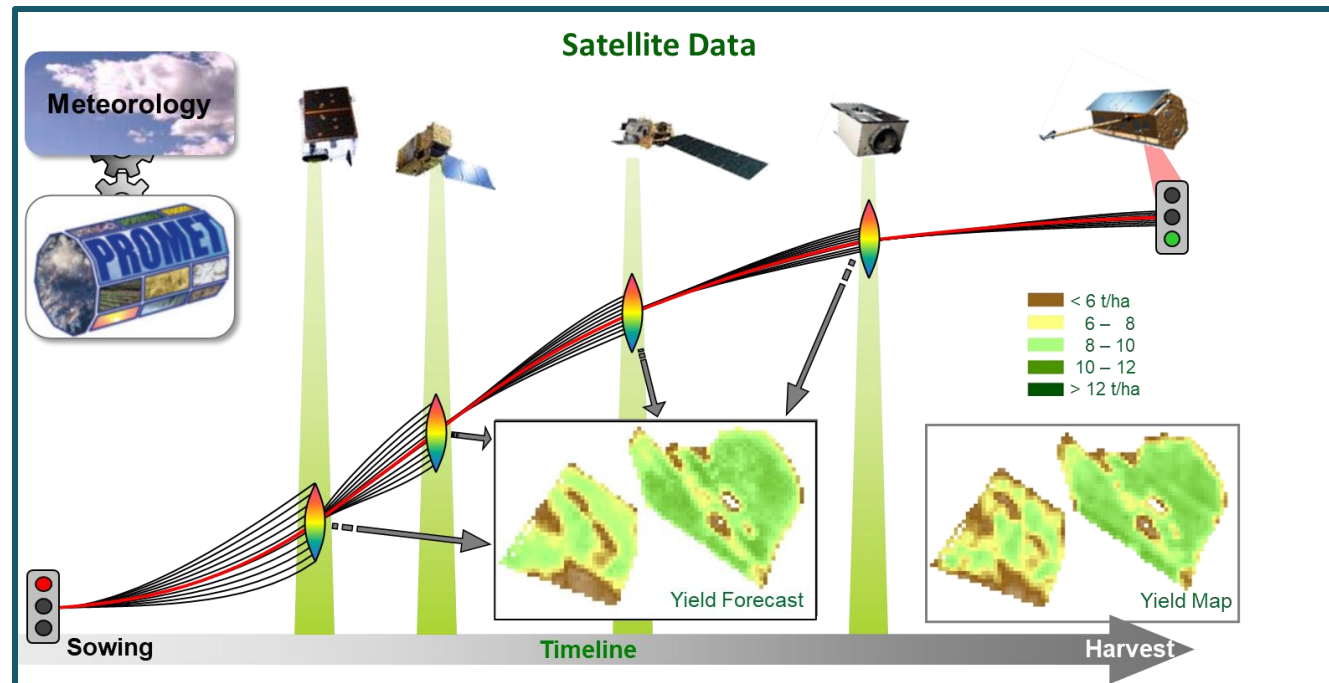 Satellite Data
Meteorology
PROMET
< 6 t/ha
6 – 8
8 – 10
10 – 12
> 12 t/ha
Yield Forecast
Yield Map
Sowing
Timeline
Harvest